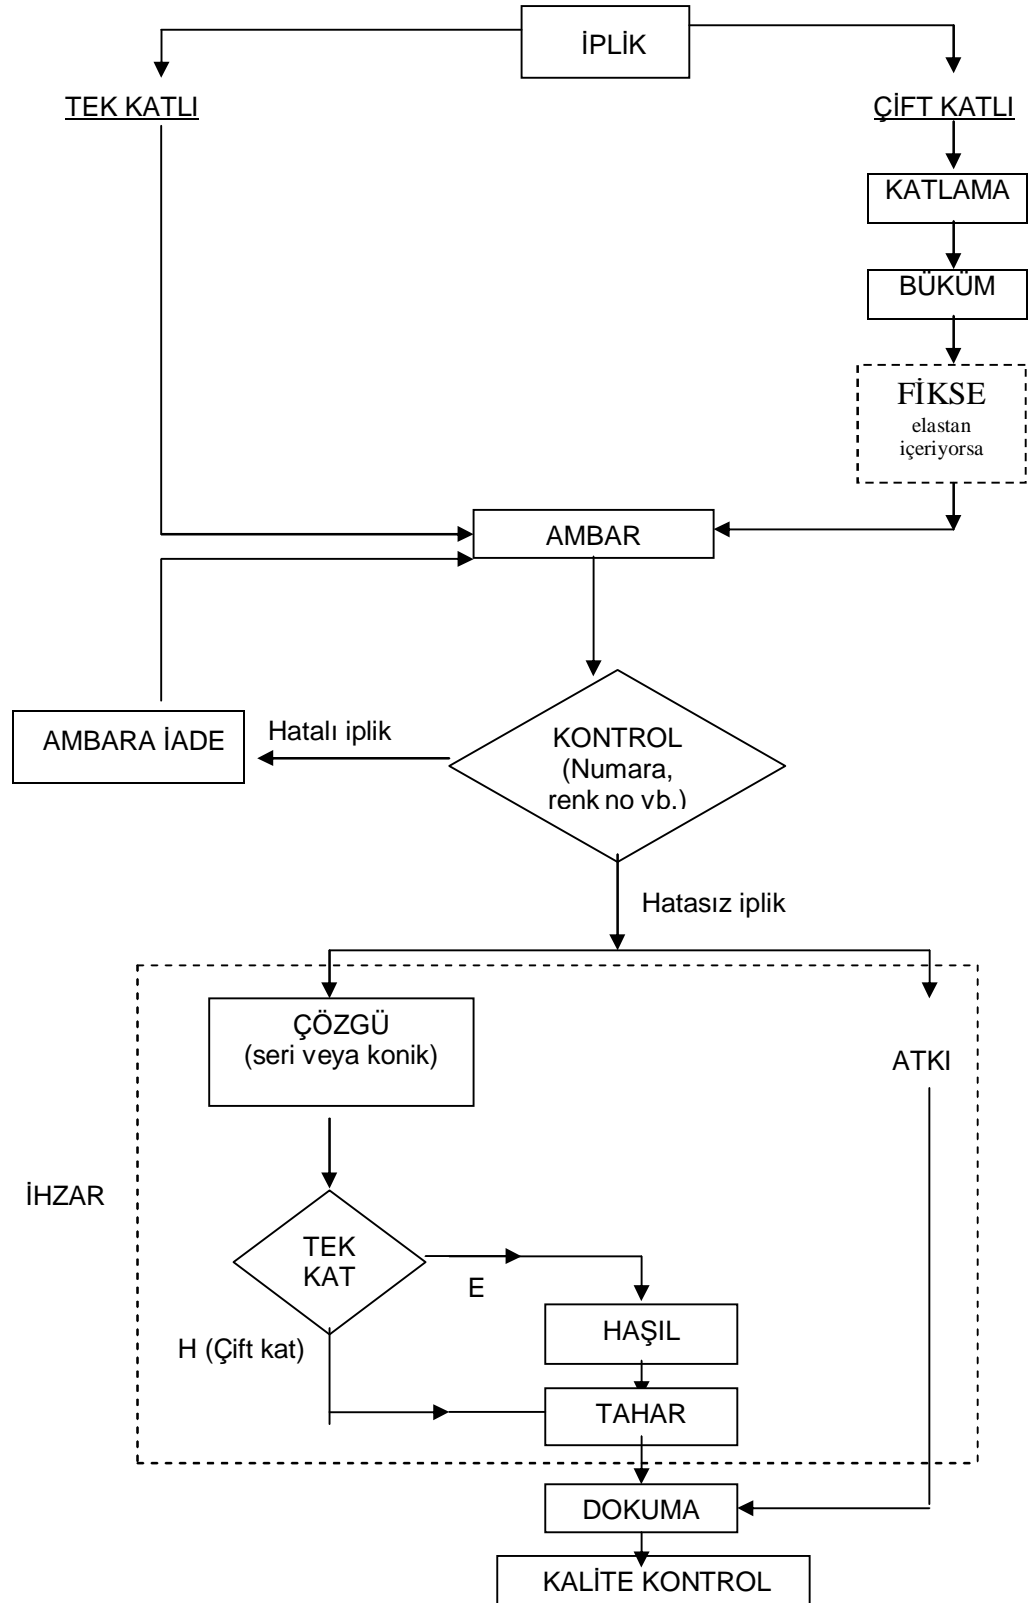 İPLİK
TEK KATLI
ÇİFT KATLI
KATLAMA
BÜKÜM
FİKSE
elastan
içeriyorsa
AMBAR
AMBARA İADE
Hatalı iplik
KONTROL
(Numara,
renk no vb.)
Hatasız iplik
ÇÖZGÜ
(seri veya konik)
ATKI
İHZAR
TEK
KAT
E
H (Çift kat)
HAŞIL
TAHAR
DOKUMA
KALİTE KONTROL